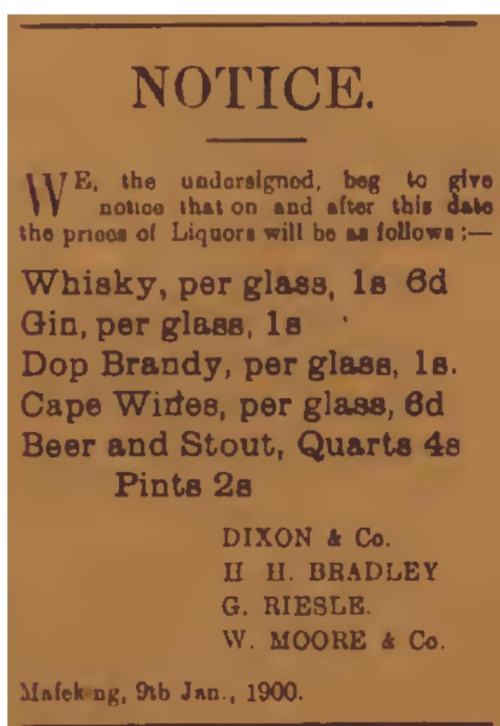 NOTICE.
WE, the undersigned, beg to give
notice that on and after this date
the prices of Liquors will be as follows :—
Whisky, per glass, 1s 6d
Gin, per glass, 1s
Dop Brandy, per glass, 1s.
Cape Wines, per glass, 6d
Beer and Stout, Quarts 4s
Pints 2s
DIXON & Co.
H H. BRADLEY
G. RIESLE.
W. MOORE & Co.
Mafeking, 9th Jan., 1900.